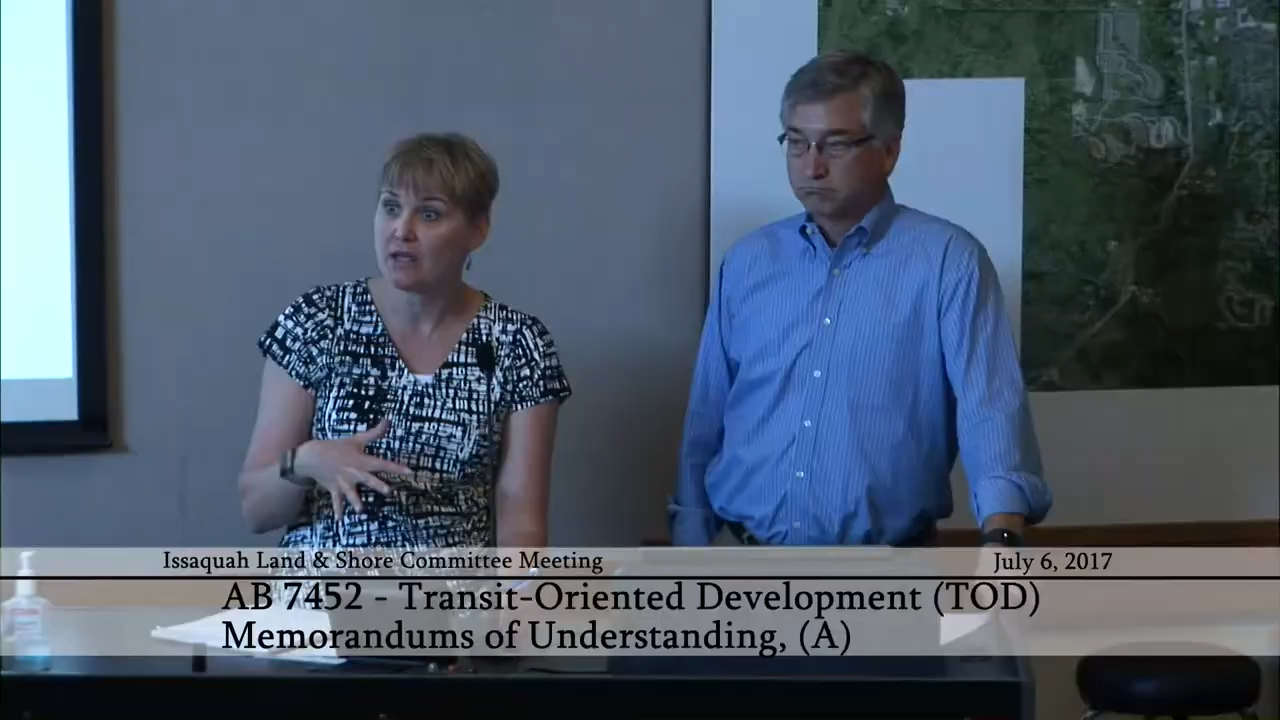 Issaquah Land & Shore Committee Meeting
July 6, 2017
AB 7452 - Transit-Oriented Development (TOD)
Memorandums of Understanding, (A)